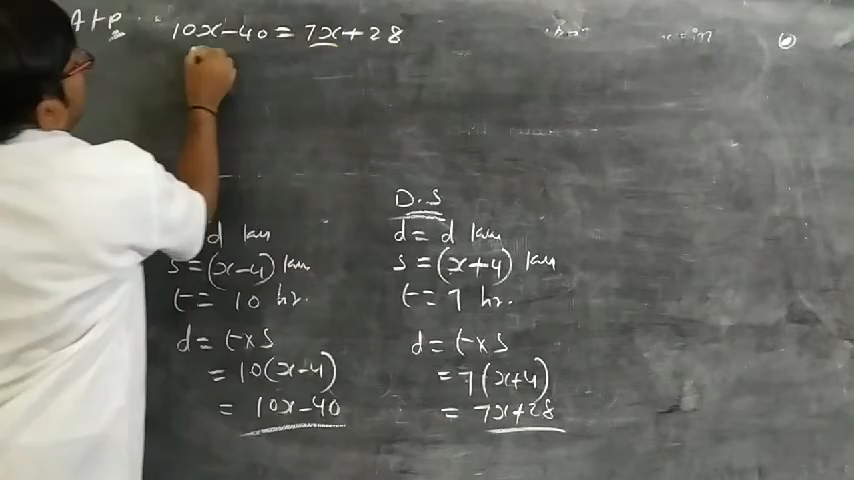 AtP 10x-40 = 7x+28
d km
s=(x-4) km
t= 10 hr.
d= t×s
= 10(x-4)
= 10x-40
D.S
d= d km
s=(x+4) km
t= 7 hr.
d= t×s
= 7(x+4)
= 7x+28